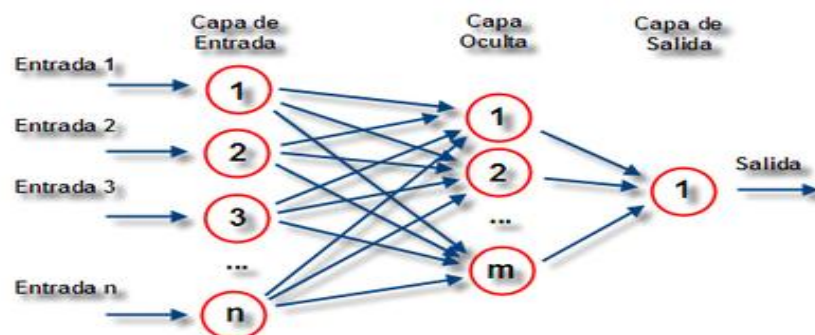 Capa de
Entrada
Capa
Oculta
Capa de
Salida
Entrada 1
1
Entrada 2
2
Entrada 3
3
...
Entrada n
n
1
2
...
m
1
Salida